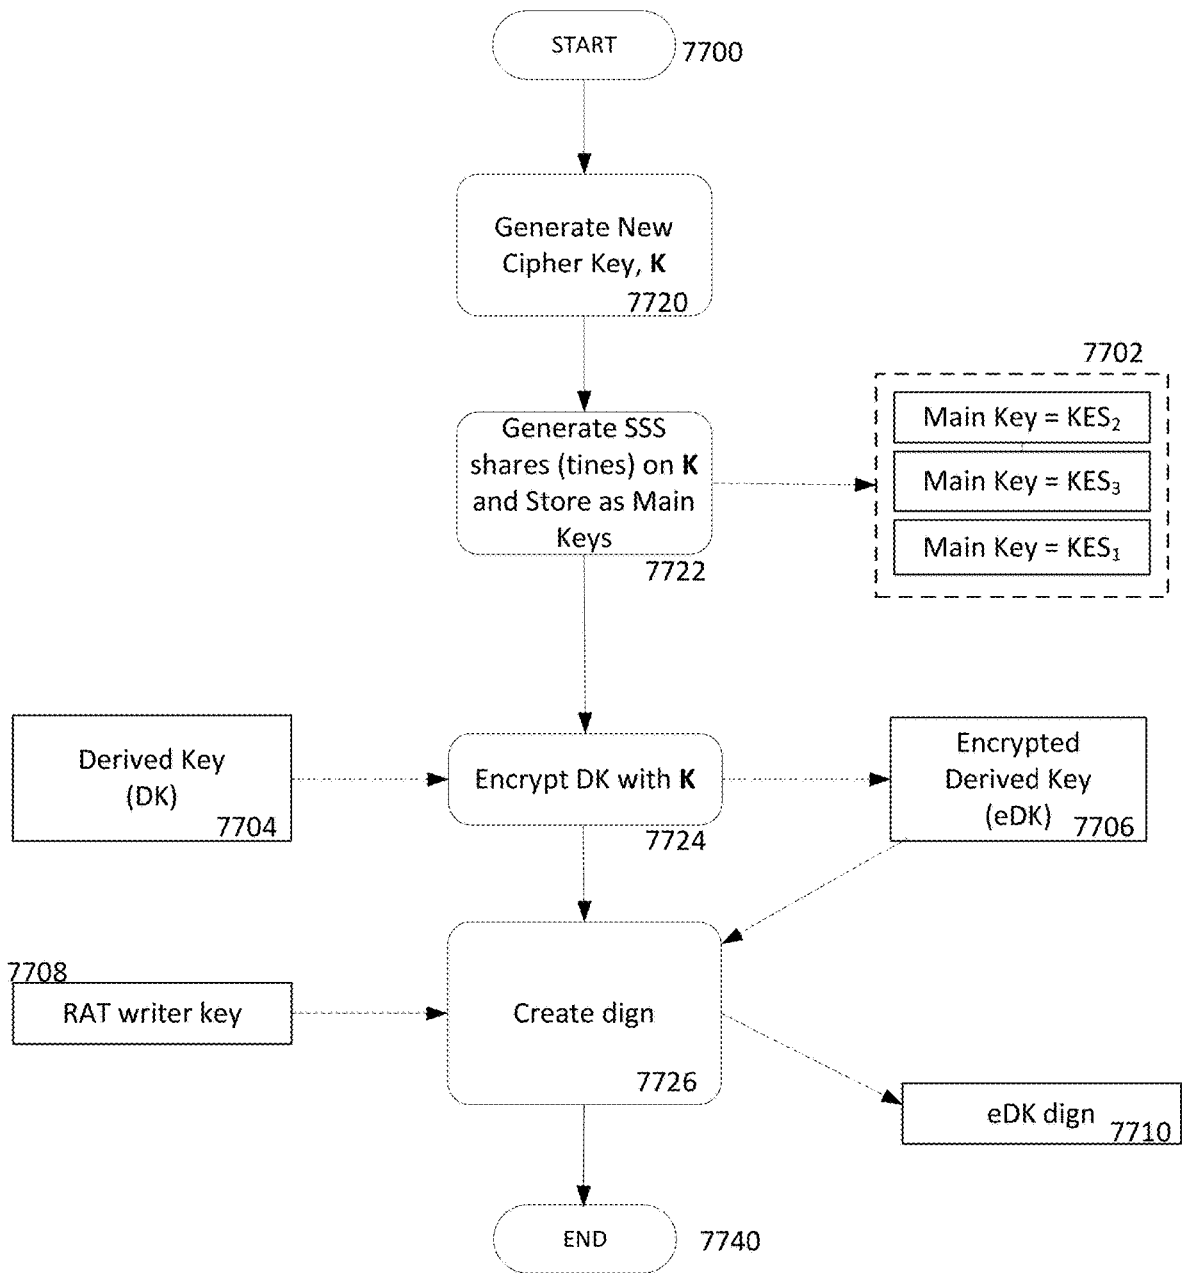 START
7700
Generate New
Cipher Key, K
7720
7702
Generate SSS
shares (tines) on K
and Store as Main
Keys
7722
Main Key = KES₂
Main Key = KES₃
Main Key = KES₁
Derived Key
(DK)
7704
Encrypt DK with K
7724
Encrypted
Derived Key
(eDK)
7706
7708
RAT writer key
Create dign
7726
eDK dign
7710
END
7740